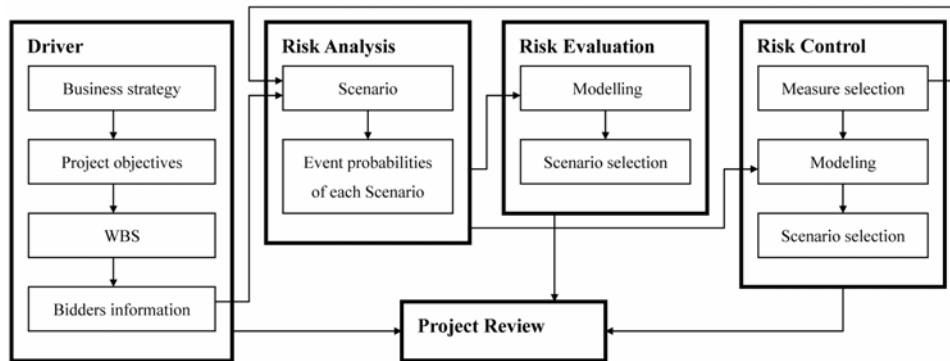 Driver
Business strategy
Project objectives
WBS
Bidders information
Risk Analysis
Scenario
Event probabilities
of each Scenario
Risk Evaluation
Modelling
Scenario selection
Risk Control
Measure selection
Modeling
Scenario selection
Project Review